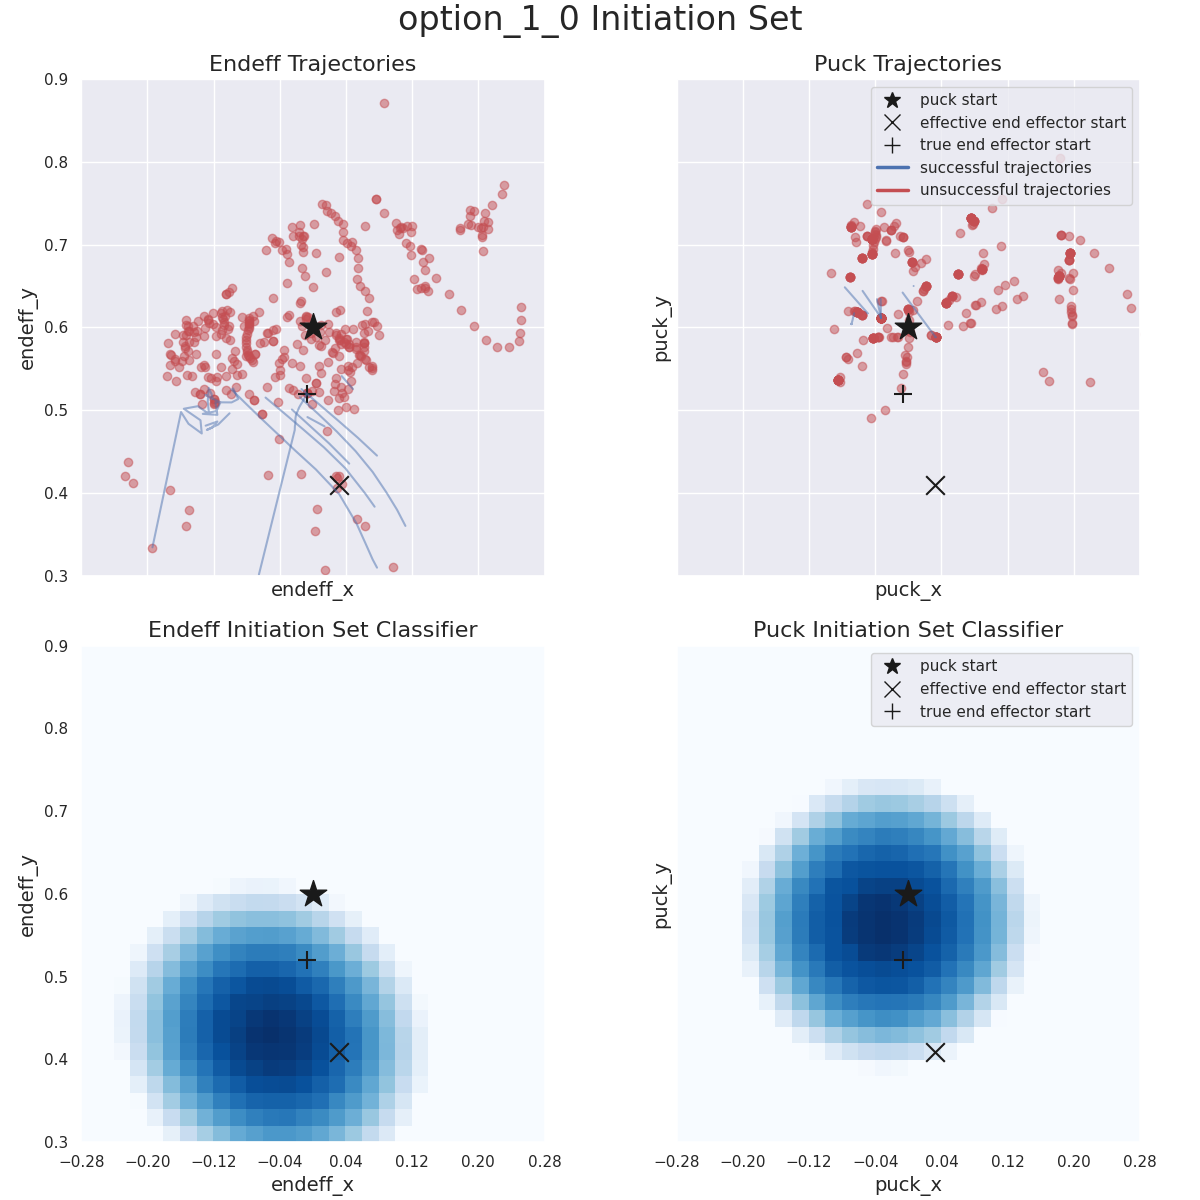 option_1_0 Initiation Set
Endeff Trajectories
Puck Trajectories
0.9
0.8
0.7
0.6
0.5
0.4
0.3
endeff_y
endeff_x
puck_y
puck_x
puck start
effective end effector start
true end effector start
successful trajectories
unsuccessful trajectories
Endeff Initiation Set Classifier
Puck Initiation Set Classifier
0.9
0.8
0.7
0.6
0.5
0.4
0.3
endeff_y
−0.28 −0.20 −0.12 −0.04 0.04 0.12 0.20 0.28
endeff_x
puck_y
puck start
effective end effector start
true end effector start
−0.28 −0.20 −0.12 −0.04 0.04 0.12 0.20 0.28
puck_x